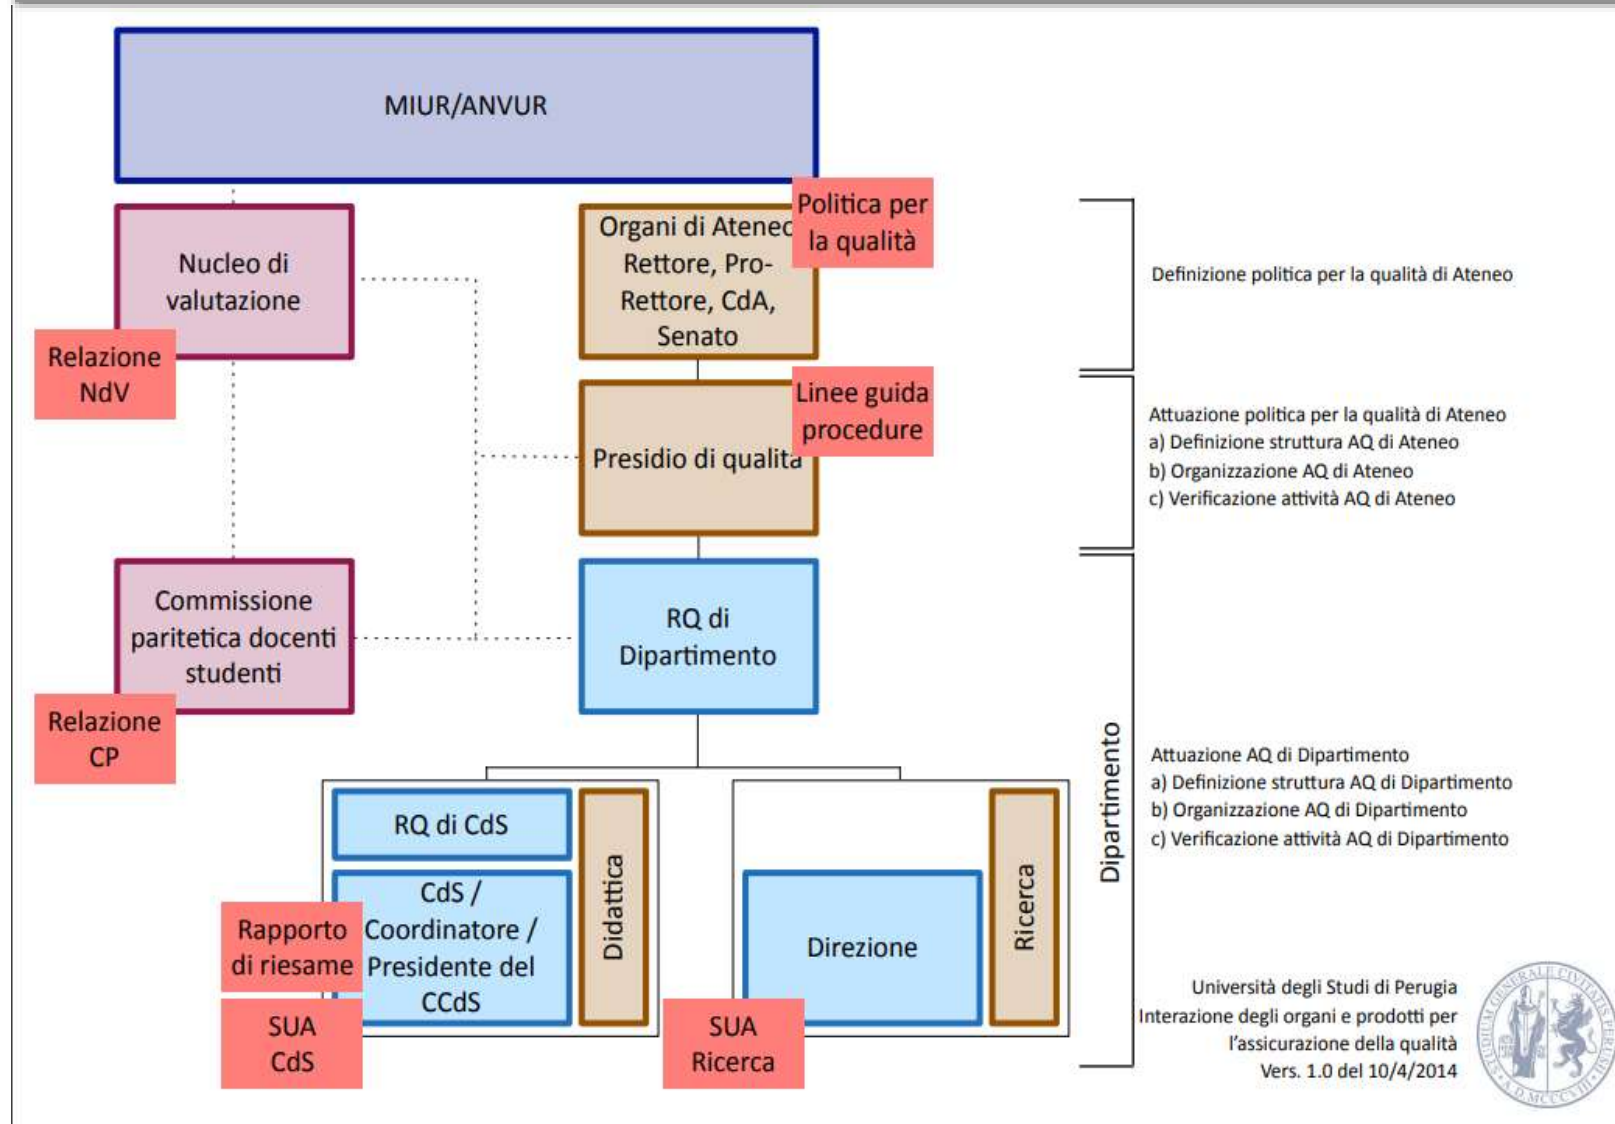 MIUR/ANVUR
Politica per
la qualità
Organi di Ateneo
Rettore, Pro-
Rettore, CdA,
Senato
Nucleo di
valutazione
Relazione
NdV
Definizione politica per la qualità di Ateneo
Linee guida
procedure
Presidio di qualità
Attuazione politica per la qualità di Ateneo
a) Definizione struttura AQ di Ateneo
b) Organizzazione AQ di Ateneo
c) Verificazione attività AQ di Ateneo
Commissione
paritetica docenti
studenti
Relazione
CP
RQ di
Dipartimento
Dipartimento
Attuazione AQ di Dipartimento
a) Definizione struttura AQ di Dipartimento
b) Organizzazione AQ di Dipartimento
c) Verificazione attività AQ di Dipartimento
RQ di CdS
CdS /
Coordinatore /
Presidente del
CCdS
Didattica
Rapporto
di riesame
SUA
CdS
Direzione
Ricerca
SUA
Ricerca
Università degli Studi di Perugia
Interazione degli organi e prodotti per
l'assicurazione della qualità
Vers. 1.0 del 10/4/2014
STUDIUM GENERALE CIVITATIS PERUSII
A.D. MCCCVIII